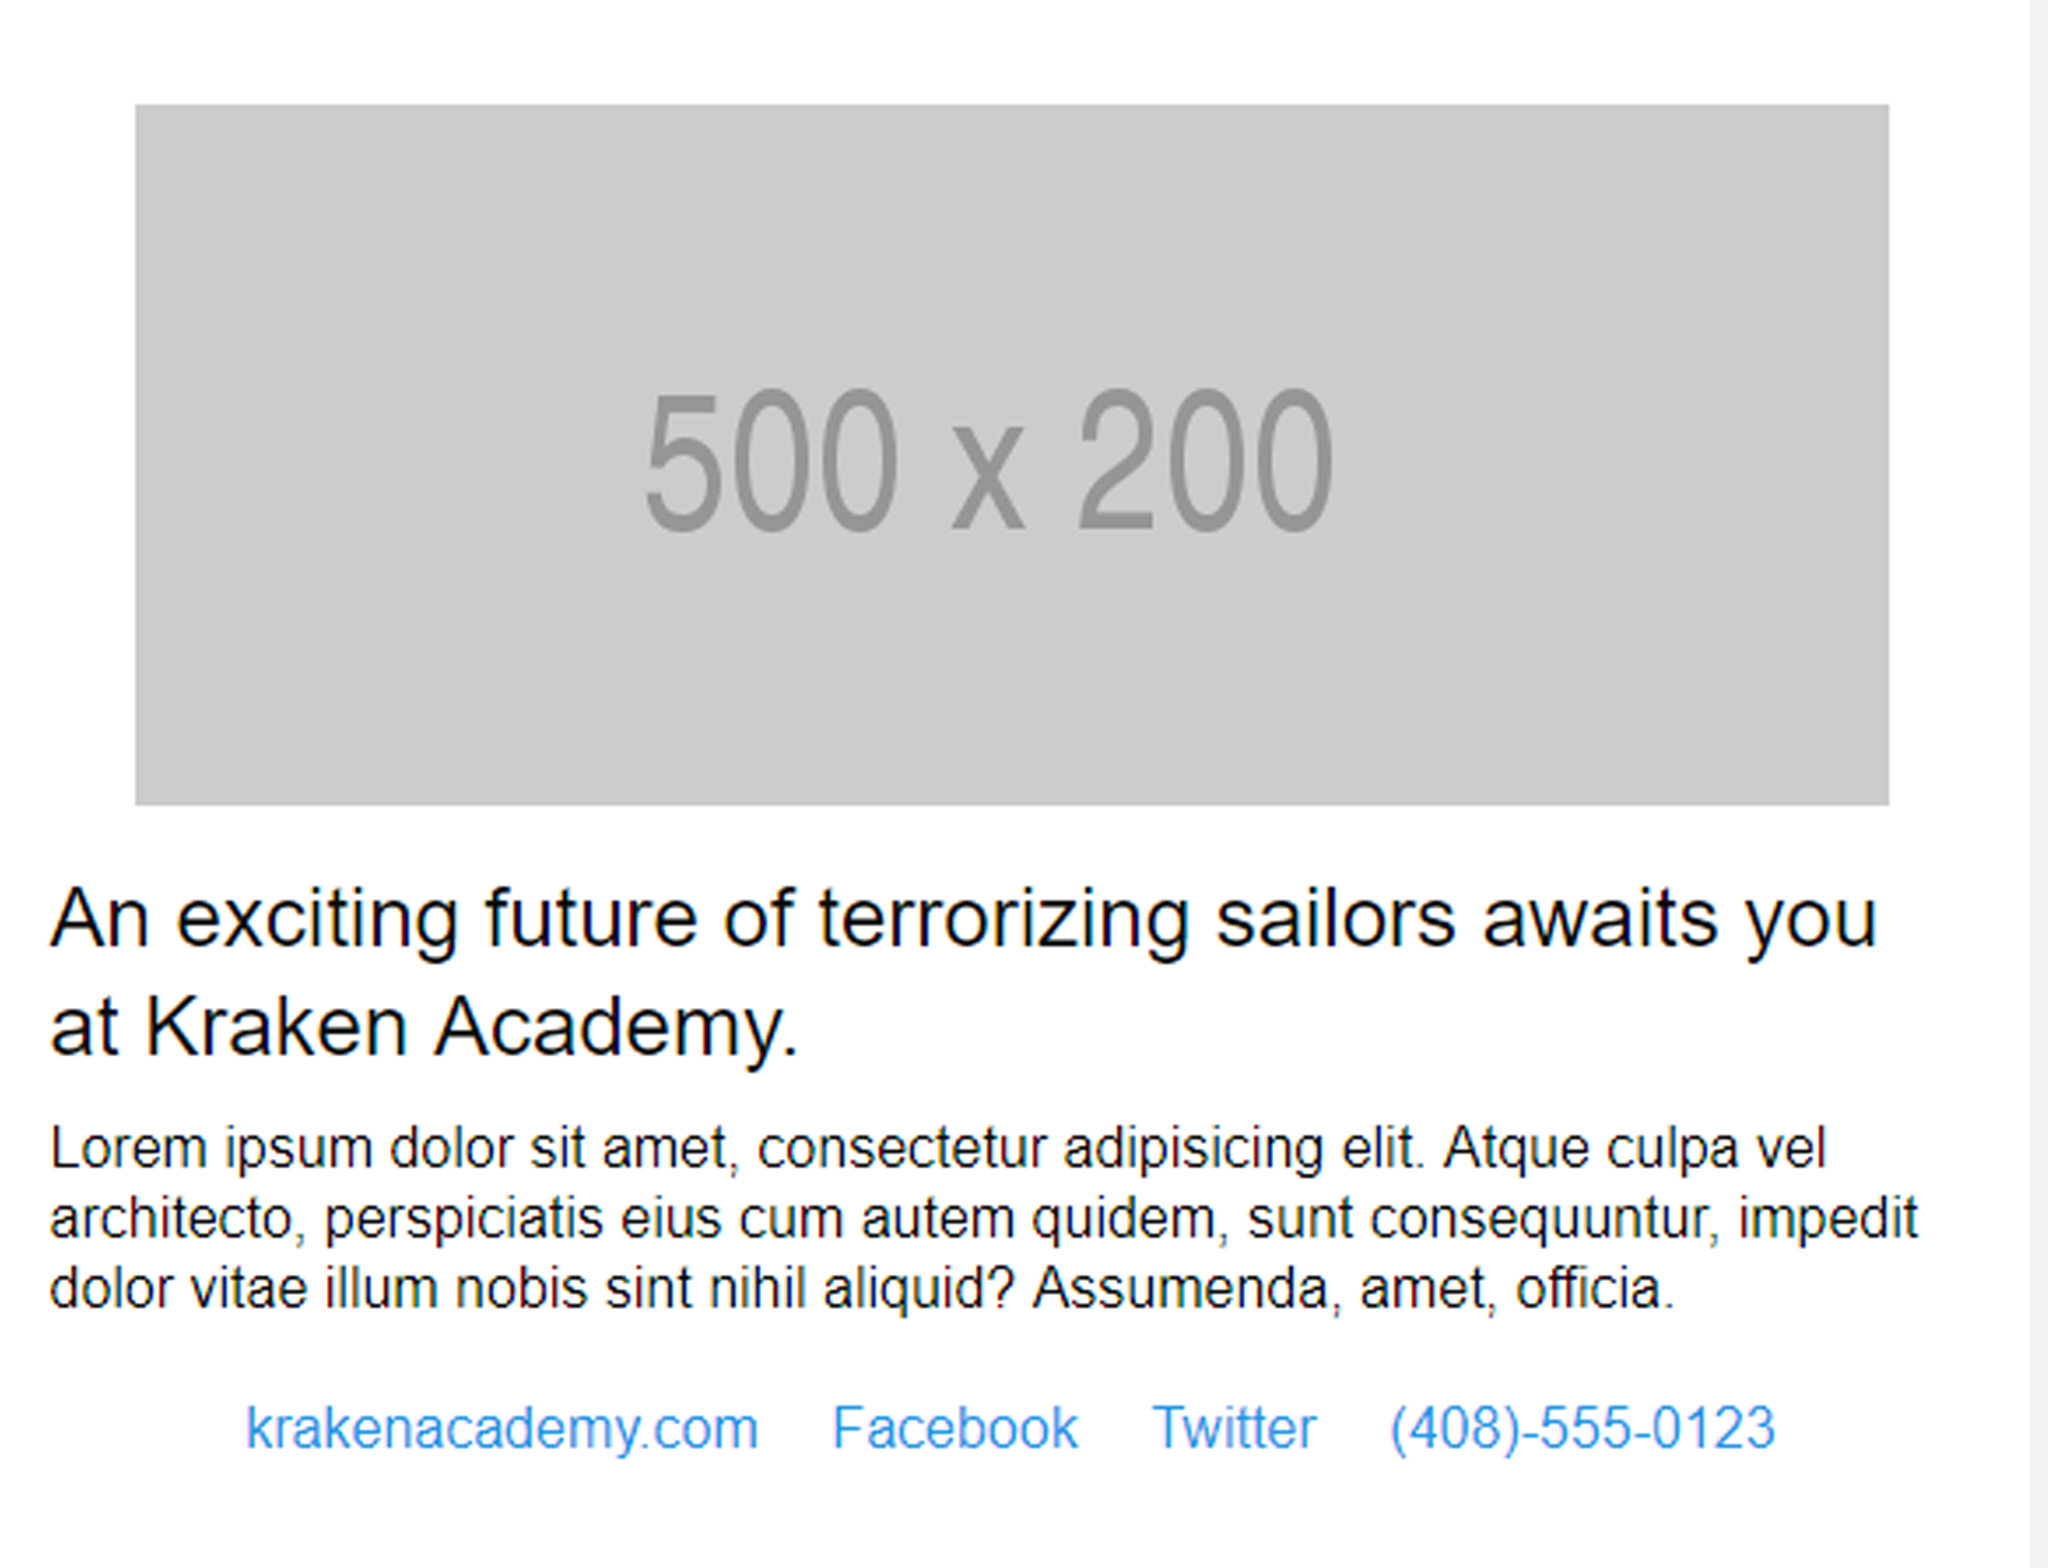 500 x 200
An exciting future of terrorizing sailors awaits you
at Kraken Academy.
Lorem ipsum dolor sit amet, consectetur adipisicing elit. Atque culpa vel
architecto, perspiciatis eius cum autem quidem, sunt consequuntur, impedit
dolor vitae illum nobis sint nihil aliquid? Assumenda, amet, officia.
krakenacademy.com Facebook Twitter (408)-555-0123